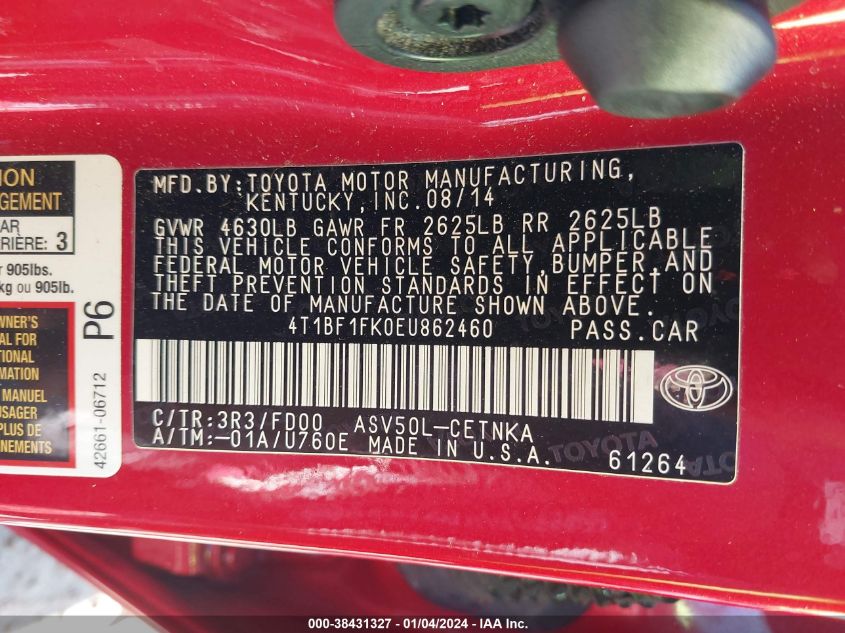 MFD.BY:TOYOTA MOTOR MANUFACTURING,
KENTUCKY,INC.08/14
GVWR 4630LB GAWR FR 2625LB RR 2625LB
THIS VEHICLE CONFORMS TO ALL APPLICABLE
FEDERAL MOTOR VEHICLE SAFETY,BUMPER,AND
THEFT PREVENTION STANDARDS IN EFFECT ON
THE DATE OF MANUFACTURE SHOWN ABOVE.
4T1BF1FK0EU862460 PASS.CAR
C/TR:3R3/FD00 ASV50L-CETNKA
A/TM:-01A/U760E MADE IN U.S.A.
61264
3
905lbs.
kg ou 905lb.
MANUEL
P6
42661-06712
000-38431327 - 01/04/2024 - IAA Inc.